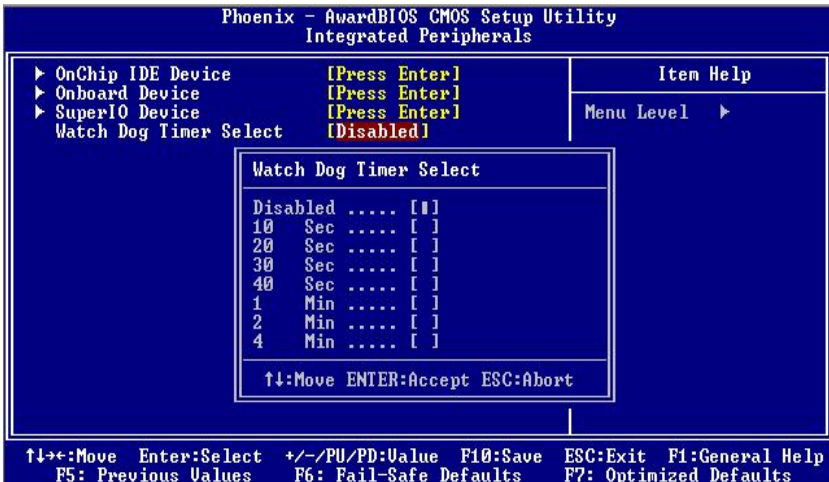 Phoenix - AwardBIOS CMOS Setup Utility
Integrated Peripherals
▶ OnChip IDE Device [Press Enter]
▶ Onboard Device [Press Enter]
▶ SuperIO Device [Press Enter]
Watch Dog Timer Select [Disabled]
Item Help
Menu Level ▶
Watch Dog Timer Select
Disabled ..... [▮]
10 Sec ..... [ ]
20 Sec ..... [ ]
30 Sec ..... [ ]
40 Sec ..... [ ]
1 Min ..... [ ]
2 Min ..... [ ]
4 Min ..... [ ]
↑↓:Move ENTER:Accept ESC:Abort
↑↓→←:Move Enter:Select +/-/PU/PD:Value F10:Save ESC:Exit F1:General Help
F5: Previous Values F6: Fail-Safe Defaults F7: Optimized Defaults